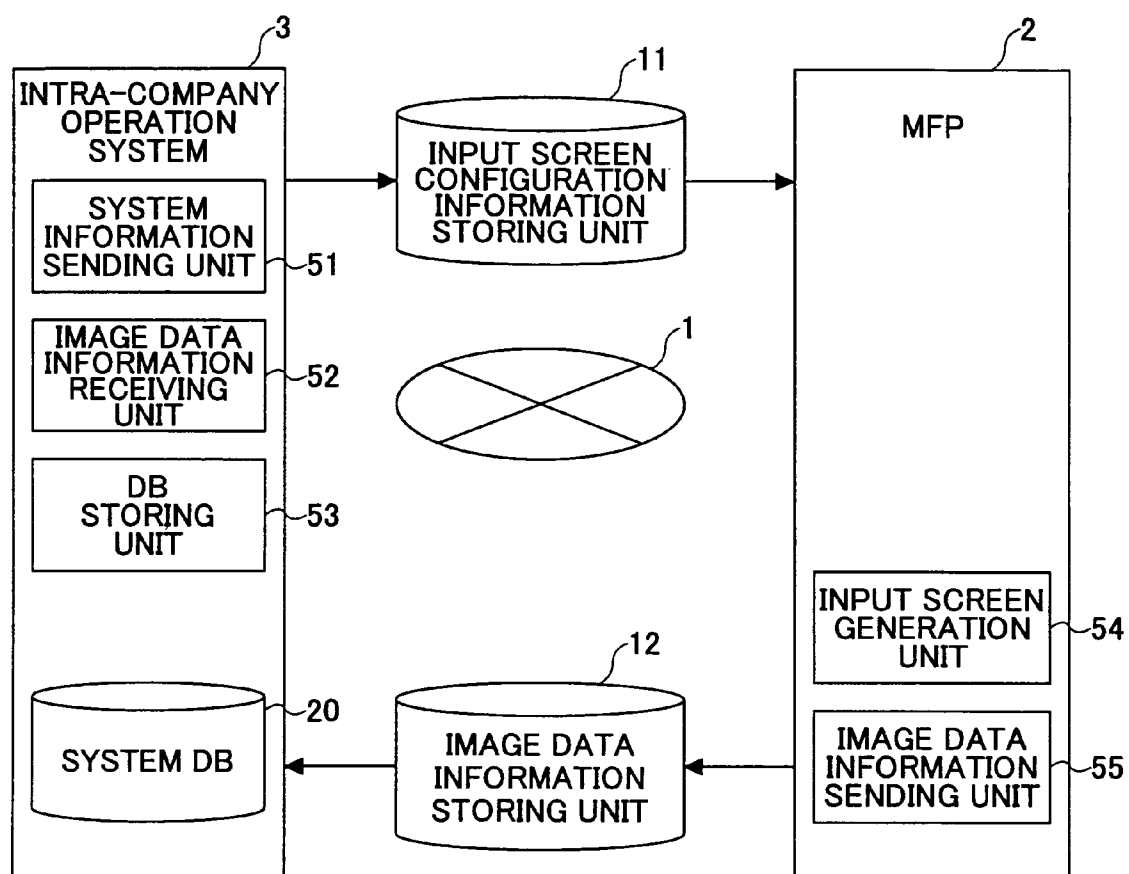 3
INTRA-COMPANY
OPERATION
SYSTEM
SYSTEM
INFORMATION
SENDING UNIT
51
IMAGE DATA
INFORMATION
RECEIVING
UNIT
52
DB
STORING
UNIT
53
20
SYSTEM DB
11
INPUT SCREEN
CONFIGURATION
INFORMATION
STORING UNIT
1
12
IMAGE DATA
INFORMATION
STORING UNIT
2
MFP
INPUT SCREEN
GENERATION
UNIT
54
IMAGE DATA
INFORMATION
SENDING UNIT
55